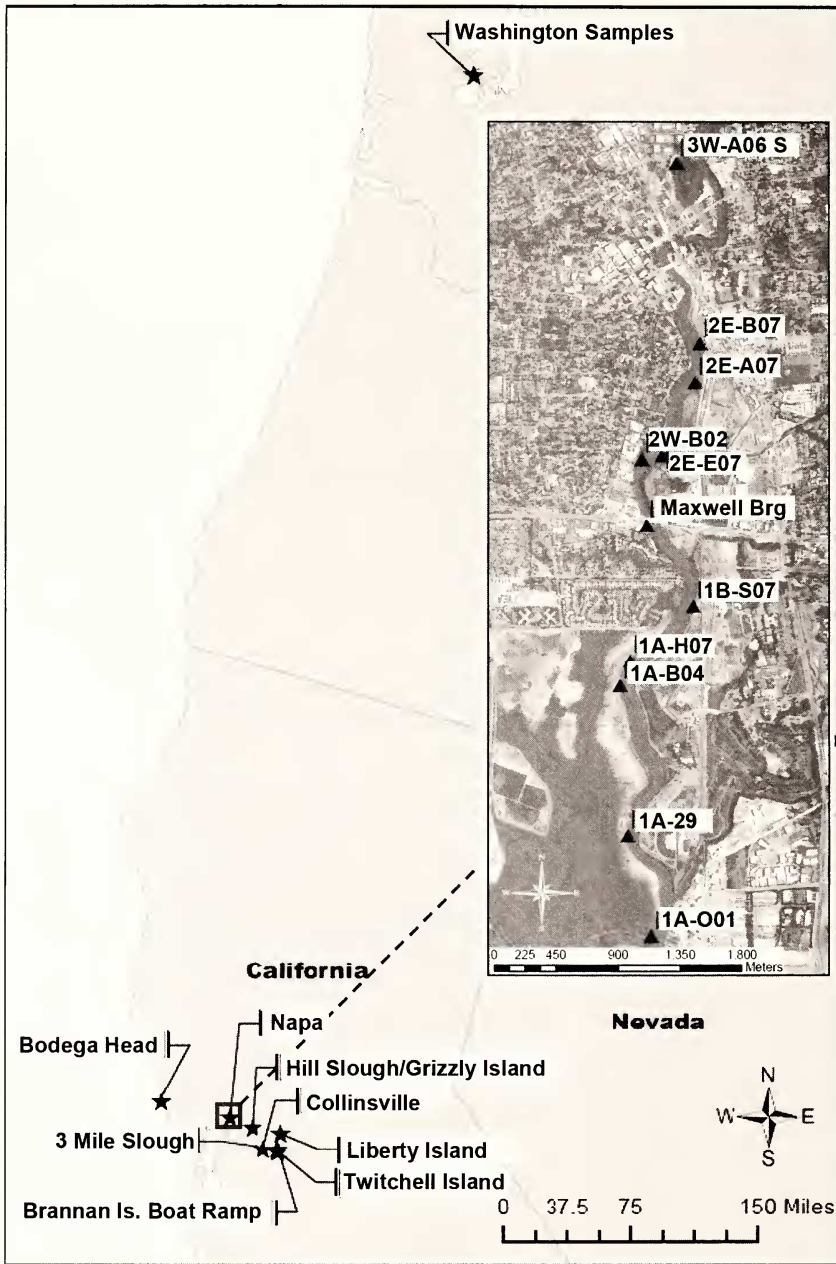 Washington Samples
3W-A06 S
2E-B07
2E-A07
2W-B02
2E-E07
Maxwell Brg
1B-S07
1A-H07
1A-B04
1A-29
1A-O01
0 225 450 900 1.350 1.800
Meters
California
Nevada
Napa
Bodega Head
Hill Slough/Grizzly Island
Collinsville
3 Mile Slough
Liberty Island
Twitchell Island
Brannan Is. Boat Ramp
N
W E
S
0 37.5 75 150 Miles